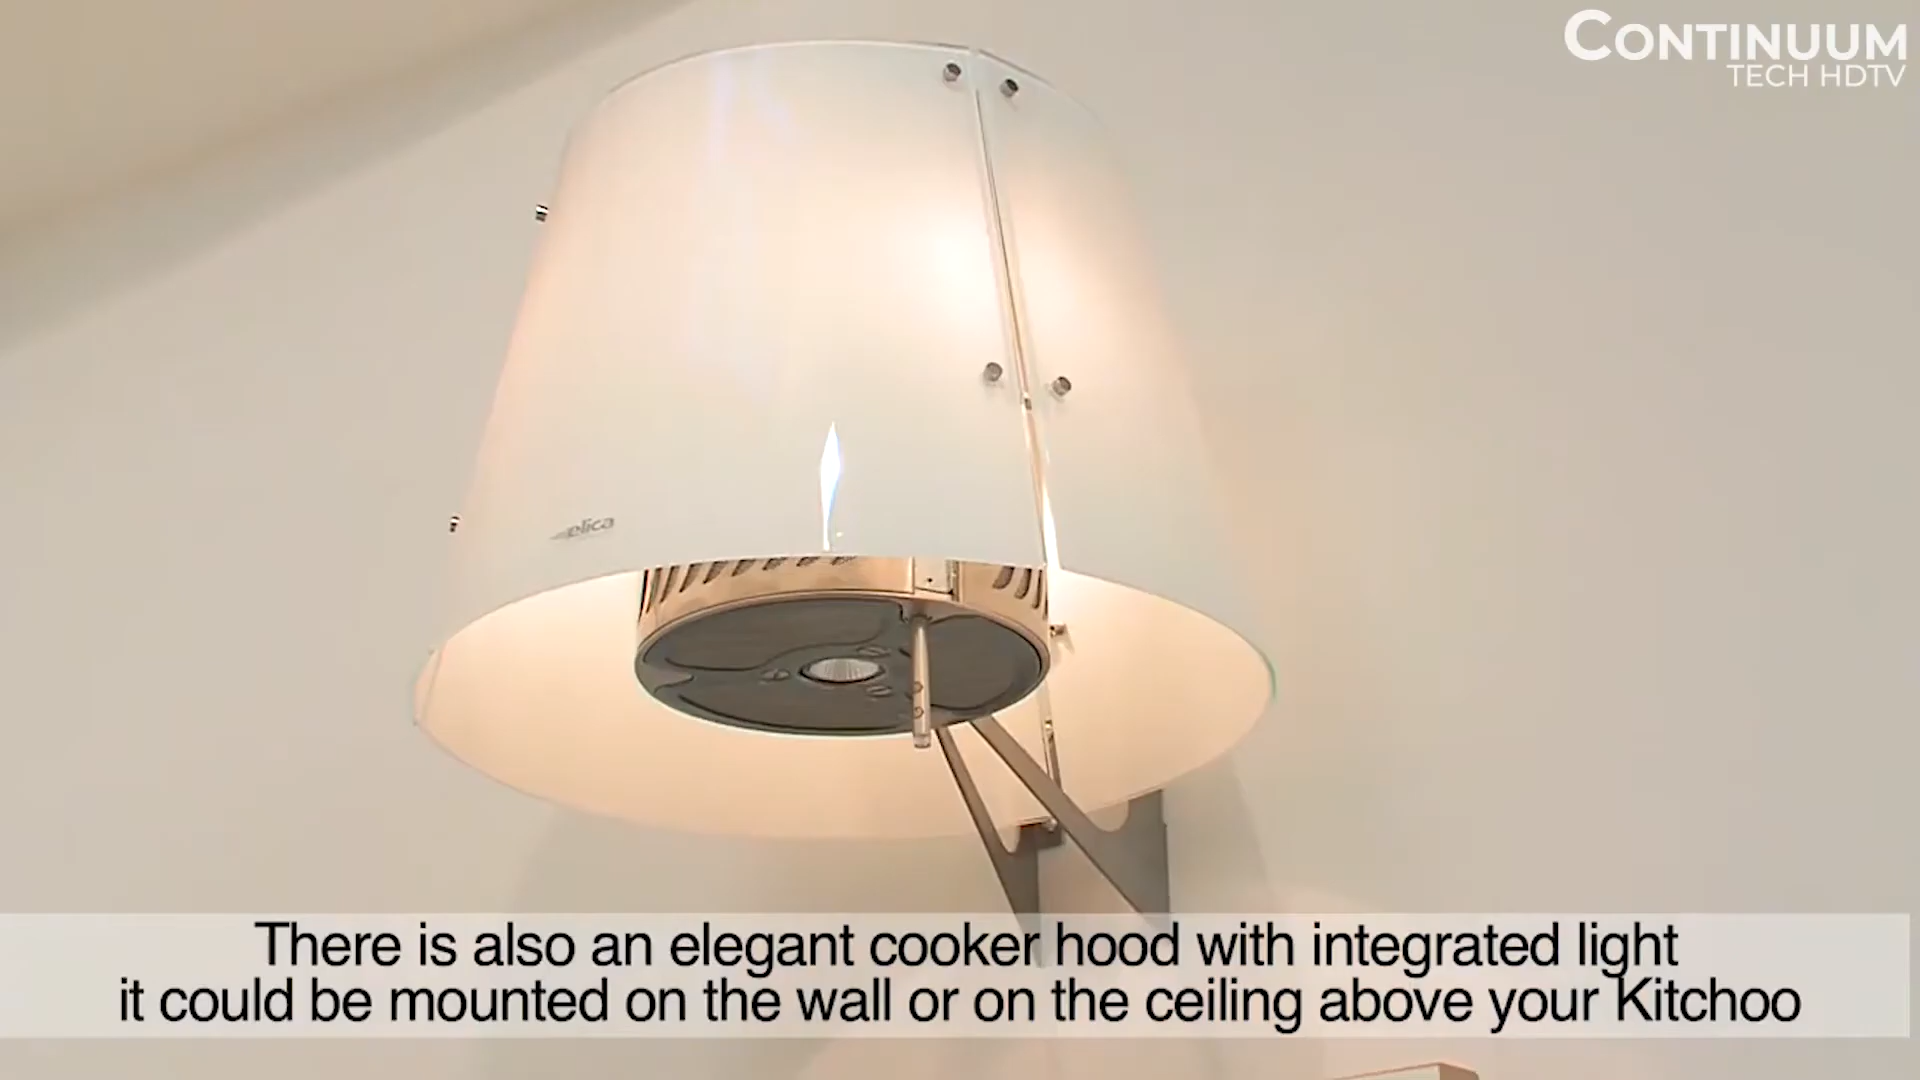 CONTINUUM
TECH HDTV
elica
There is also an elegant cooker hood with integrated light
it could be mounted on the wall or on the ceiling above your Kitchoo